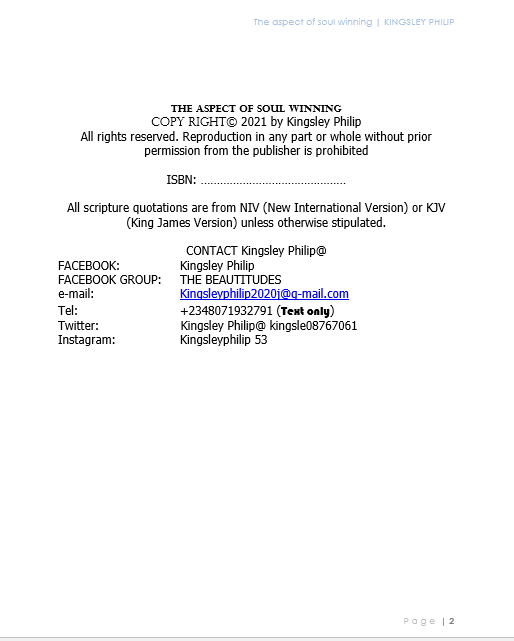 The aspect of soul winning | KINGSLEY PHILIP
THE ASPECT OF SOUL WINNING
COPY RIGHT© 2021 by Kingsley Philip
All rights reserved. Reproduction in any part or whole without prior
permission from the publisher is prohibited
ISBN: .............................................
All scripture quotations are from NIV (New International Version) or KJV
(King James Version) unless otherwise stipulated.
CONTACT Kingsley Philip@
FACEBOOK: Kingsley Philip
FACEBOOK GROUP: THE BEAUTITUDES
e-mail: Kingsleyphilip2020j@g-mail.com
Tel: +2348071932791 (Text only)
Twitter: Kingsley Philip@ kingsle08767061
Instagram: Kingsleyphilip 53
Page | 2